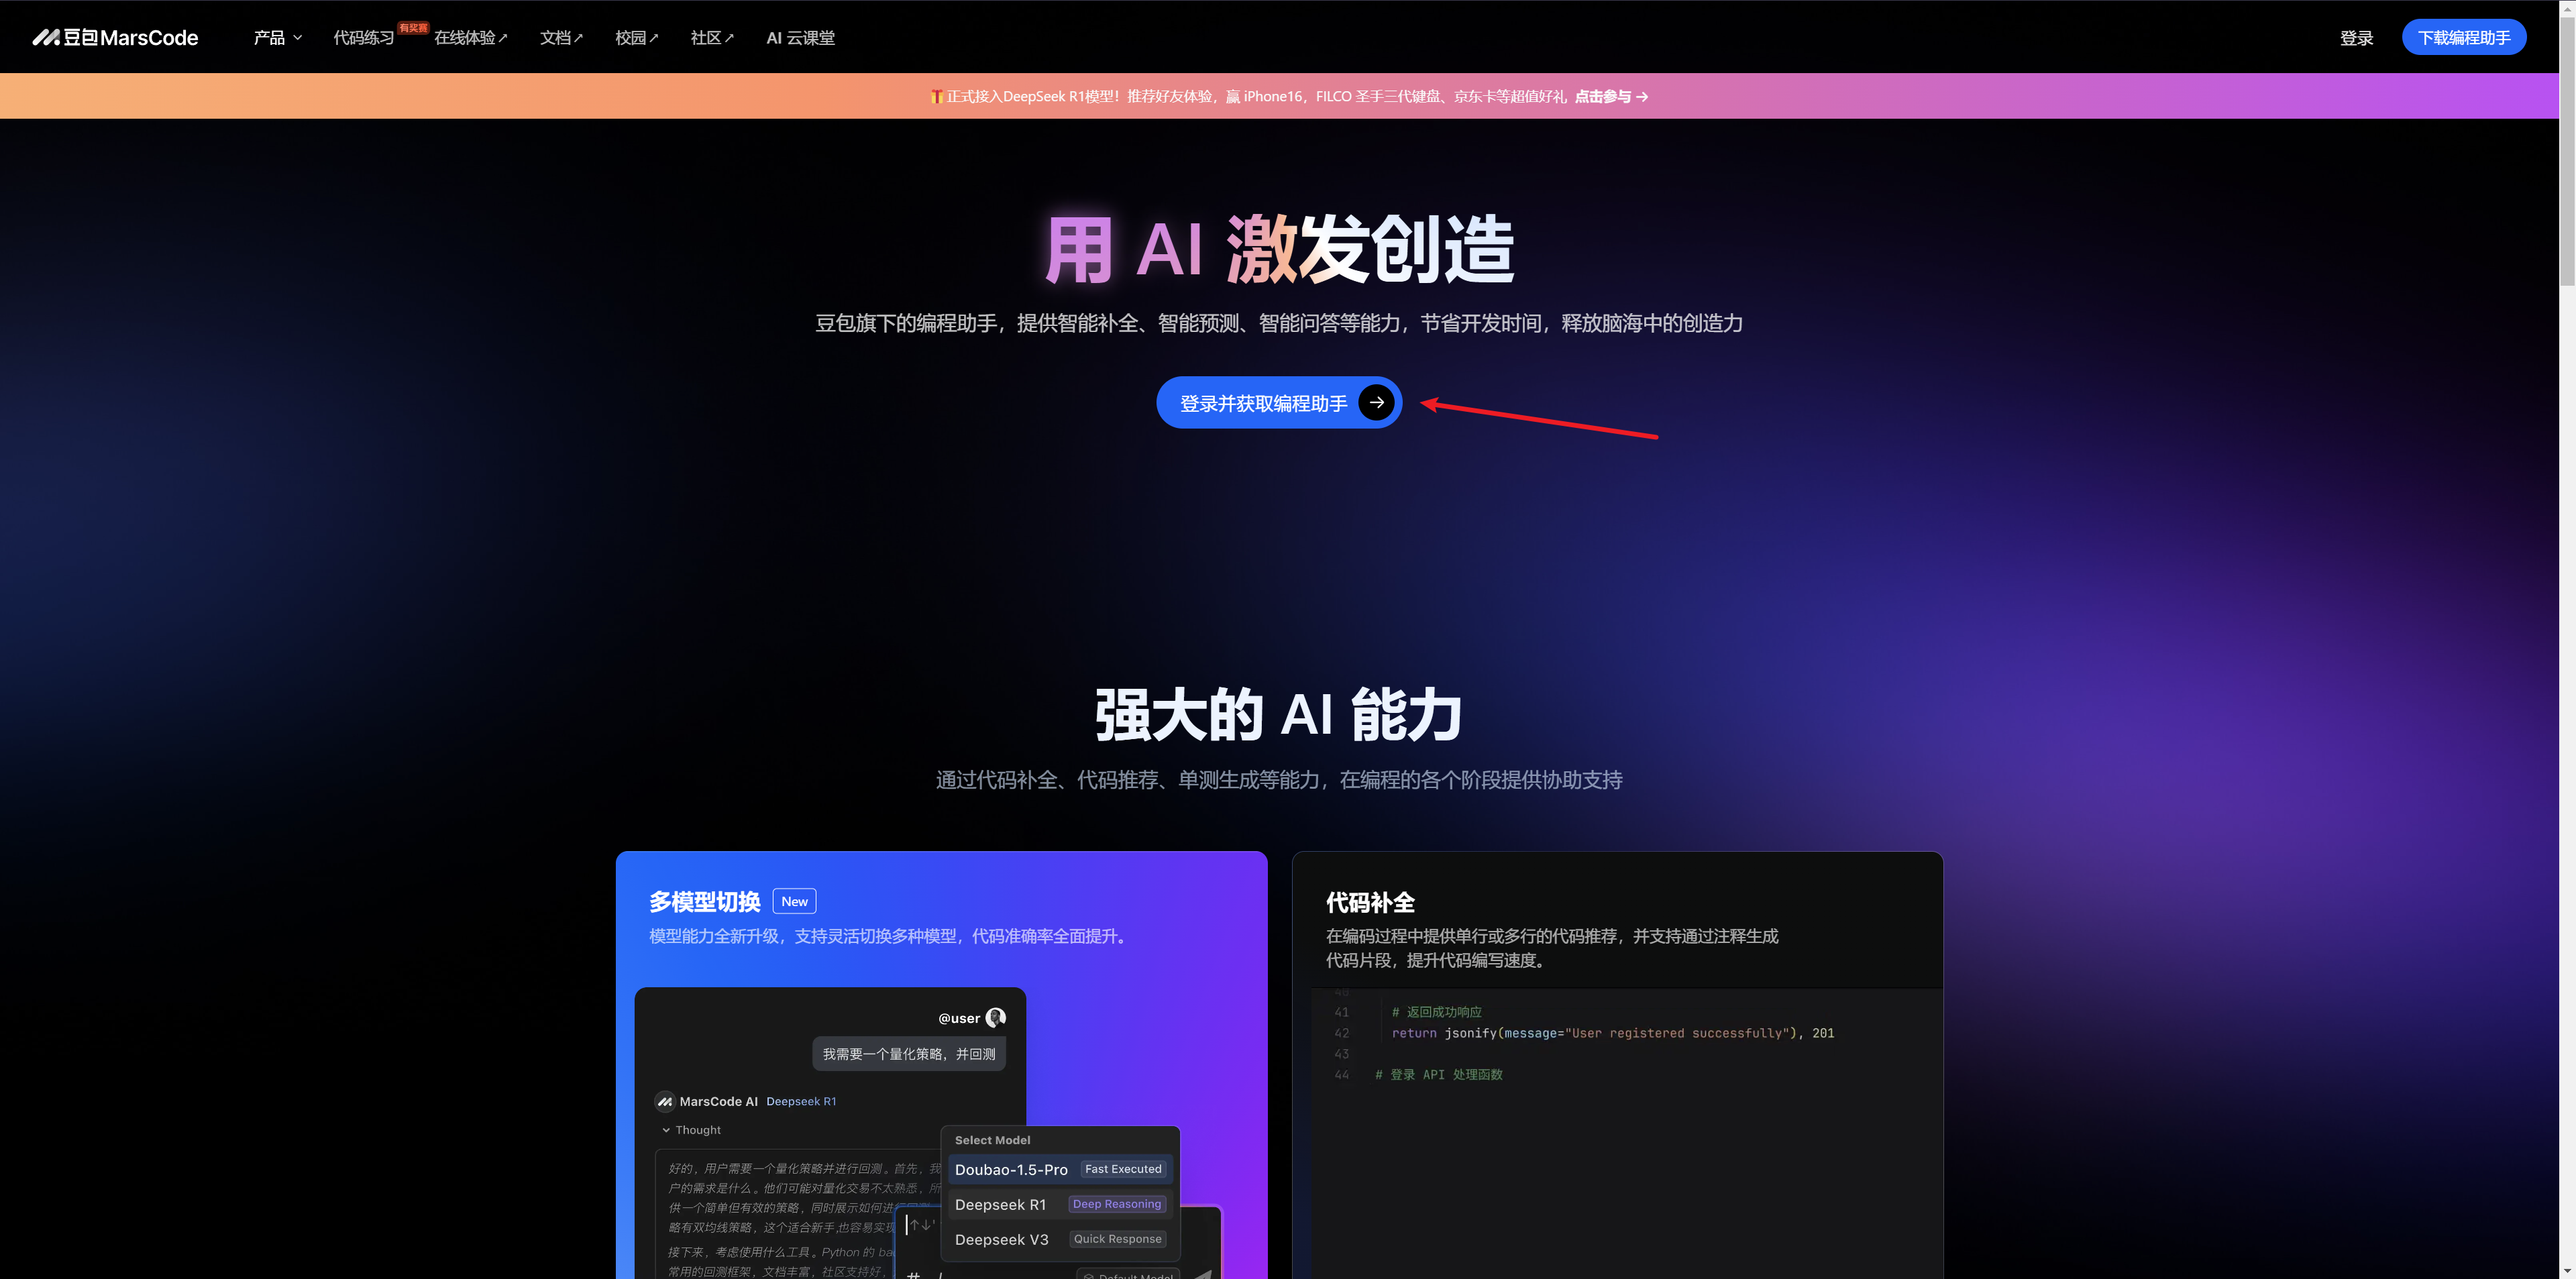 豆包MarsCode
产品
代码练习
有奖赛
在线体验↗
文档↗
校园↗
社区↗
AI 云课堂
登录
下载编程助手
正式接入DeepSeek R1模型！推荐好友体验，赢 iPhone16，FILCO 圣手三代键盘、京东卡等超值好礼 点击参与 →
用 AI 激发创造
豆包旗下的编程助手，提供智能补全、智能预测、智能问答等能力，节省开发时间，释放脑海中的创造力
登录并获取编程助手 →
强大的 AI 能力
通过代码补全、代码推荐、单测生成等能力，在编程的各个阶段提供协助支持
多模型切换 New
模型能力全新升级，支持灵活切换多种模型，代码准确率全面提升。
@user
我需要一个量化策略，并回测
MarsCode AI Deepseek R1
Thought
好的，用户需要一个量化策略并进行回测。首先，我
户的需求是什么。他们可能对量化交易不太熟悉，所
供一个简单但有效的策略，同时展示如何进行回测
略有双均线策略，这个适合新手,也容易实现
接下来，考虑使用什么工具。Python 的 bac
常用的回测框架，文档丰富，社区支持好，
Select Model
Doubao-1.5-Pro Fast Executed
Deepseek R1 Deep Reasoning
Deepseek V3 Quick Response
↑↓'
Default Model
代码补全
在编码过程中提供单行或多行的代码推荐，并支持通过注释生成
代码片段，提升代码编写速度。
40
41 # 返回成功响应
42 return jsonify(message="User registered successfully"), 201
43
44 # 登录 API 处理函数